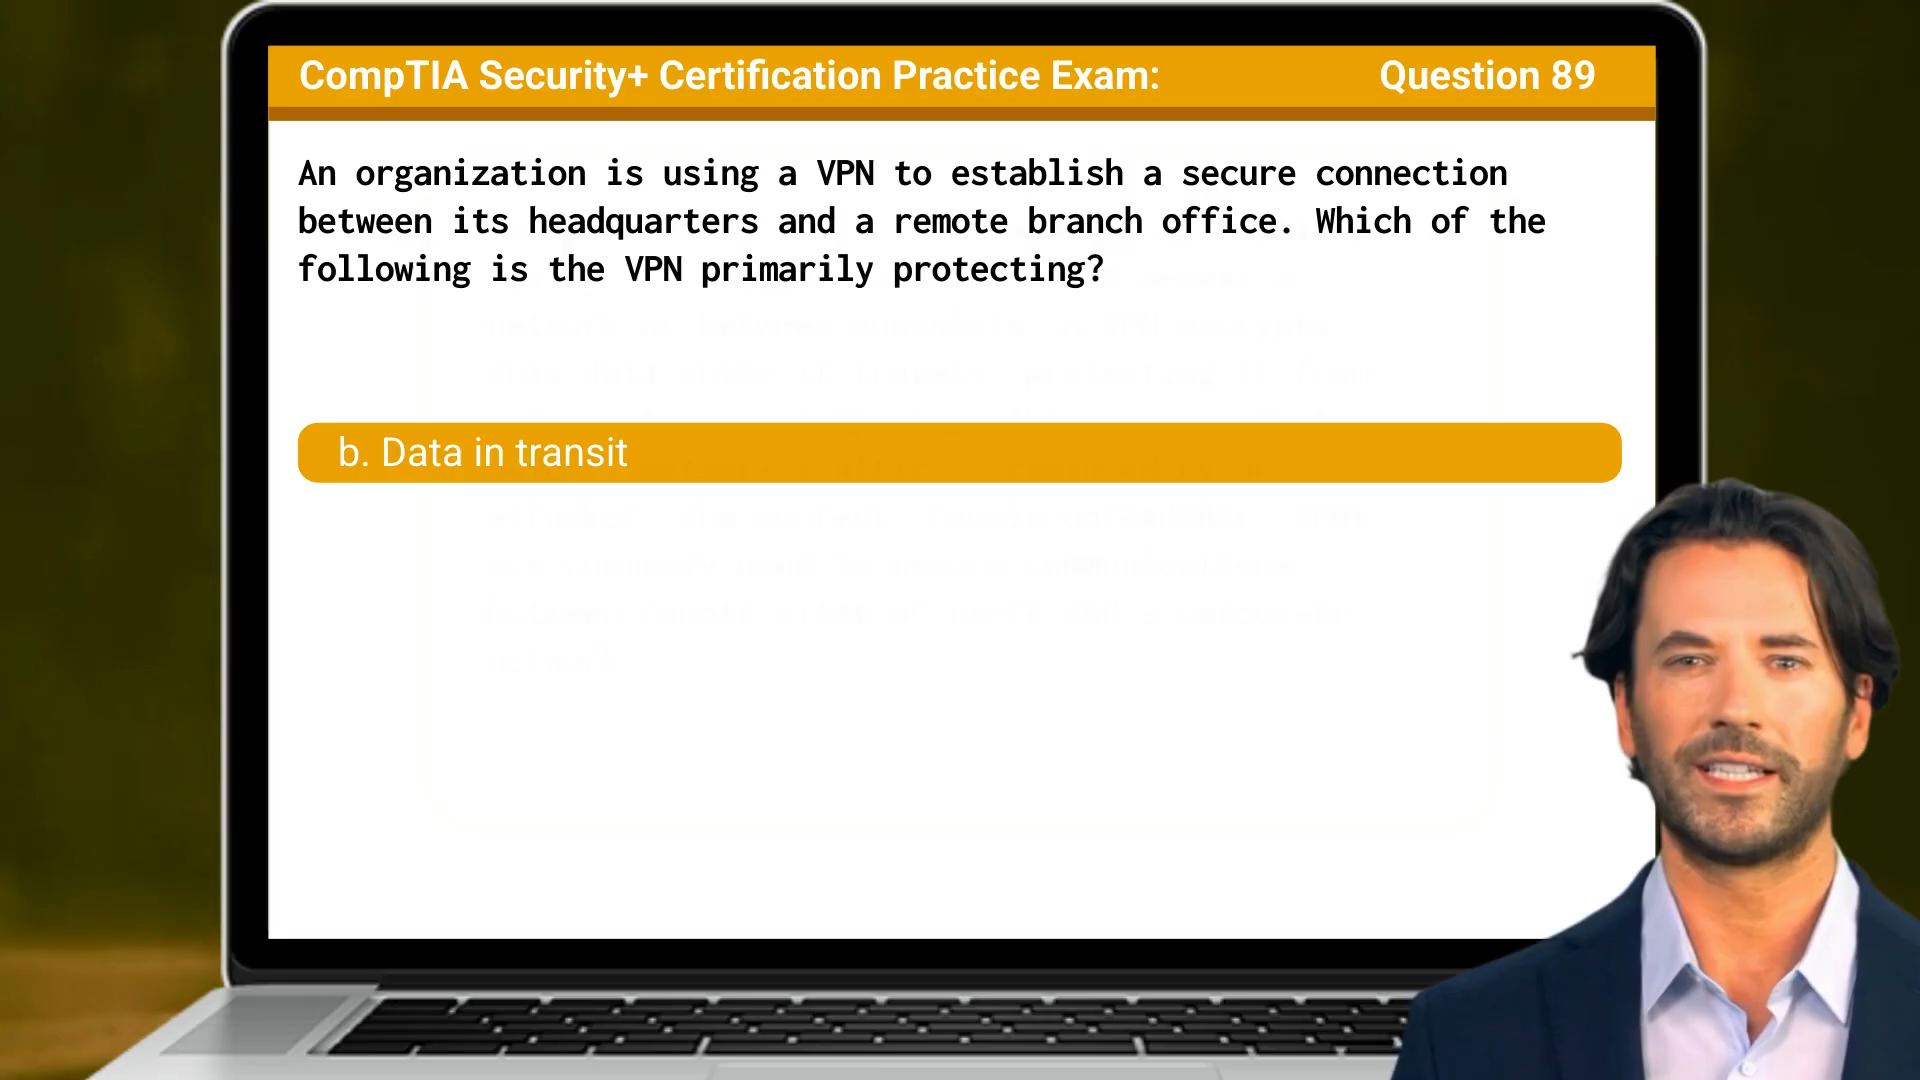 CompTIA Security+ Certification Practice Exam: Question 89
An organization is using a VPN to establish a secure connection
between its headquarters and a remote branch office. Which of the
following is the VPN primarily protecting?
b. Data in transit